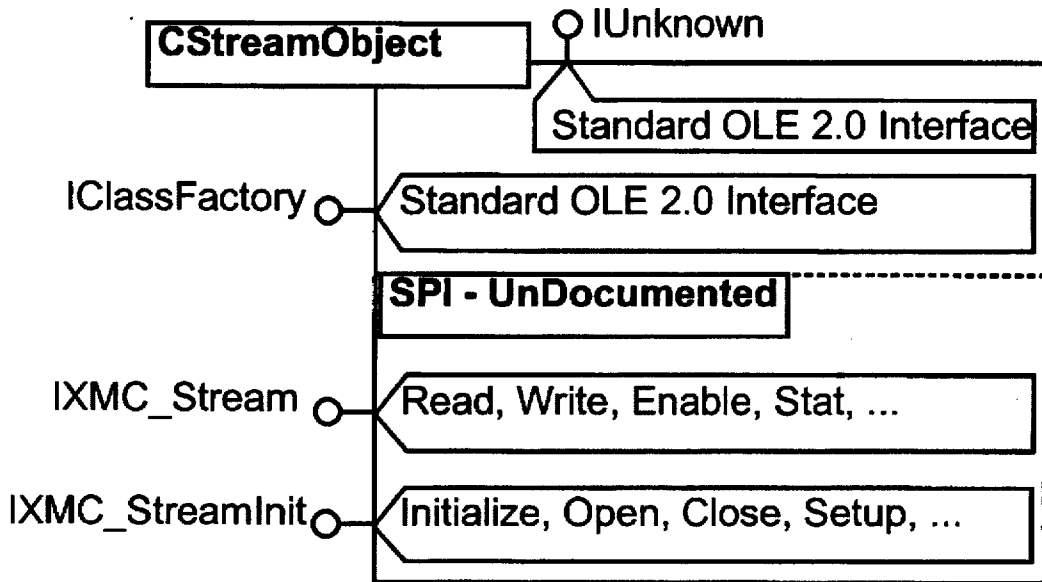 IUnknown
CStreamObject
Standard OLE 2.0 Interface
IClassFactory
Standard OLE 2.0 Interface
SPI - UnDocumented
IXMC_Stream
Read, Write, Enable, Stat, ...
IXMC_StreamInit
Initialize, Open, Close, Setup, ...